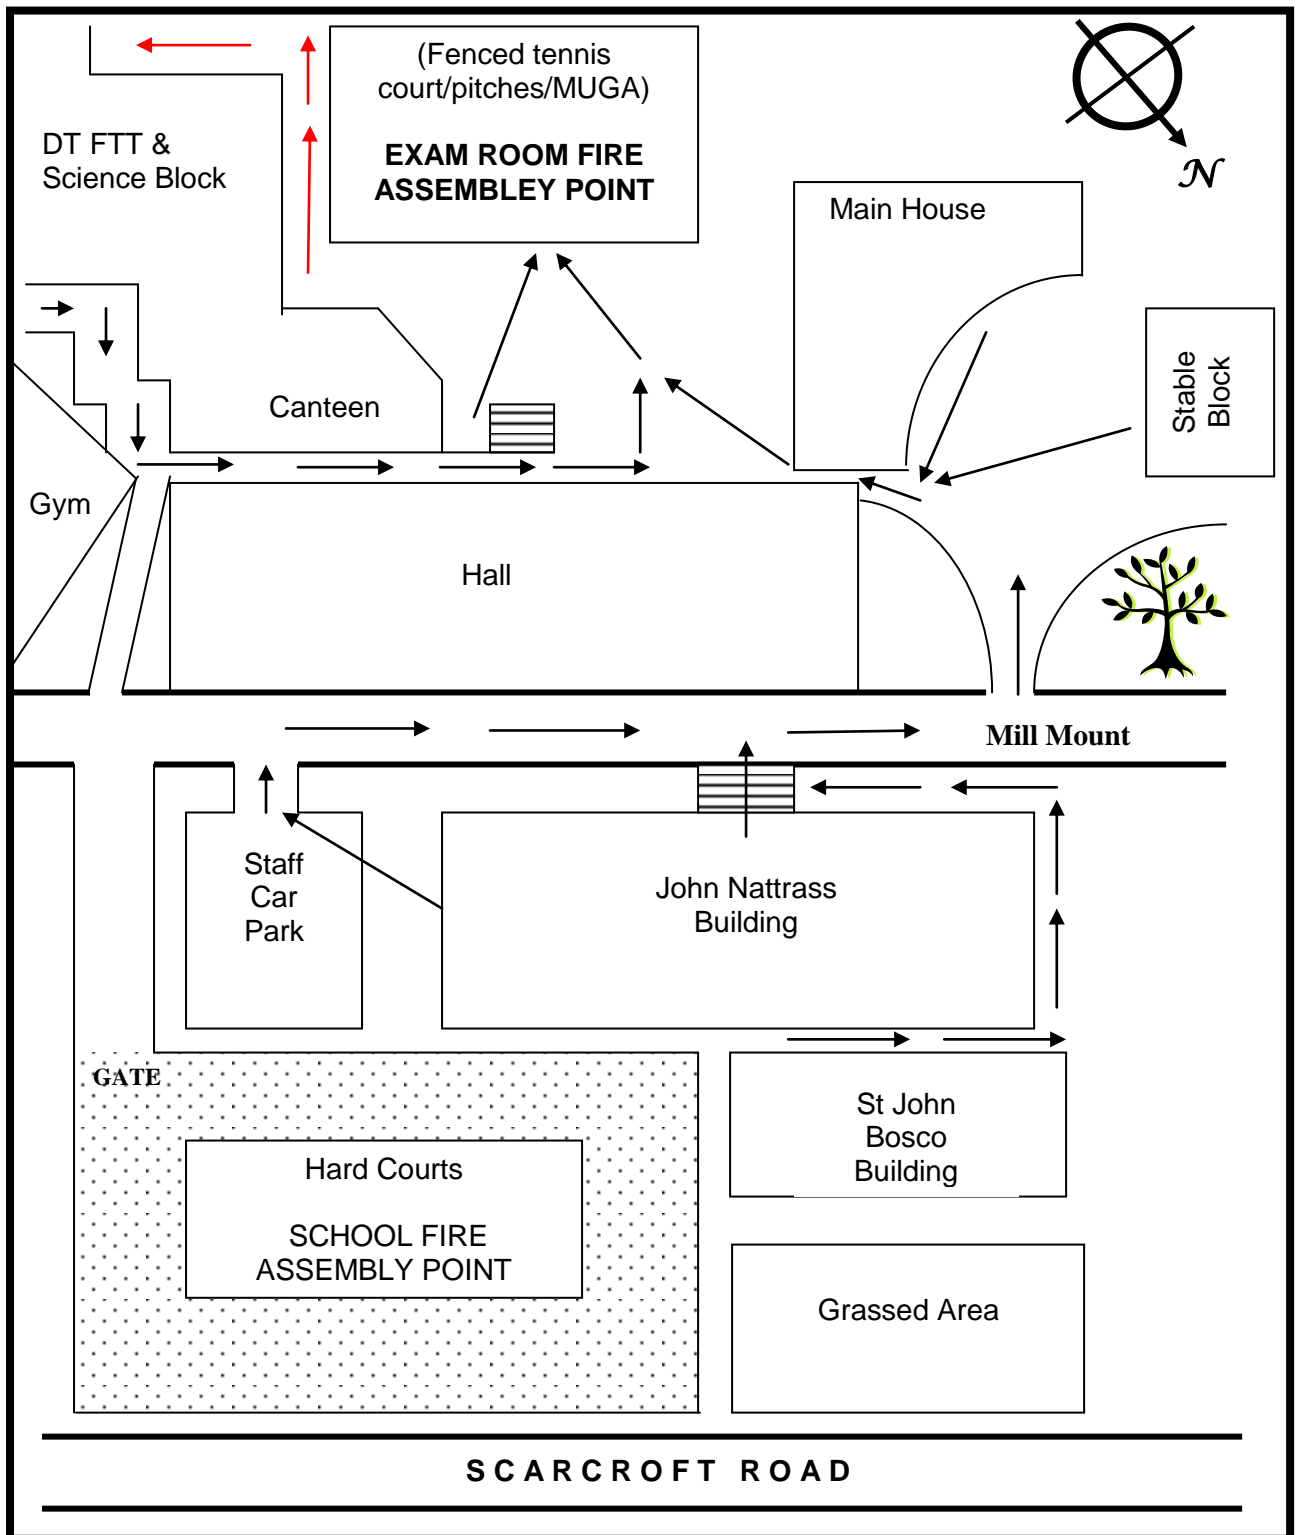 (Fenced tennis
court/pitches/MUGA)
EXAM ROOM FIRE
ASSEMBLEY POINT
N
DT FTT &
Science Block
Main House
Stable
Block
Canteen
Gym
Hall
Mill Mount
Staff
Car
Park
John Nattrass
Building
GATE
St John
Bosco
Building
Hard Courts
SCHOOL FIRE
ASSEMBLY POINT
Grassed Area
SCARCROFT ROAD